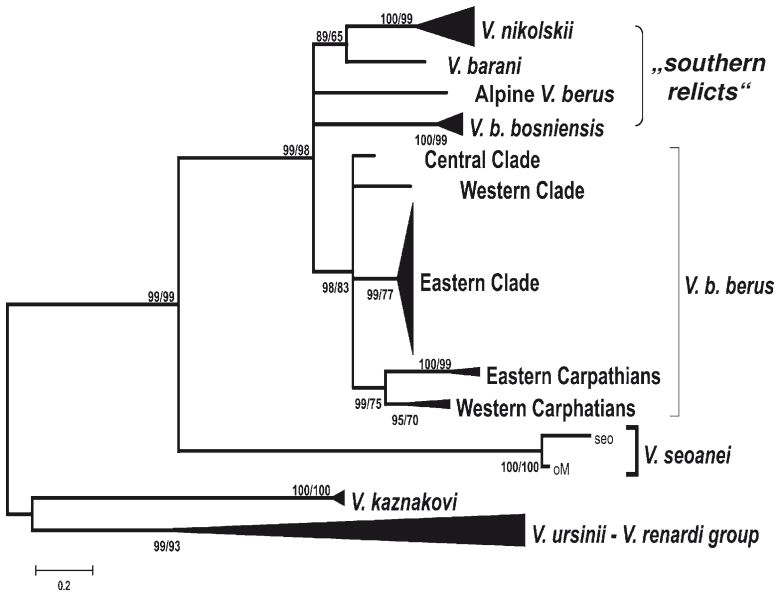 100/99
V. nikolskii
89/65
V. barani
„southern
relicts“
Alpine V. berus
V. b. bosniensis
100/99
99/98
Central Clade
Western Clade
Eastern Clade
98/83
99/77
V. b. berus
99/99
100/99
Eastern Carpathians
99/75
Western Carphatians
95/70
seo
V. seoanei
100/100
oM
100/100
V. kaznakovi
V. ursinii - V. renardi group
99/93
0.2